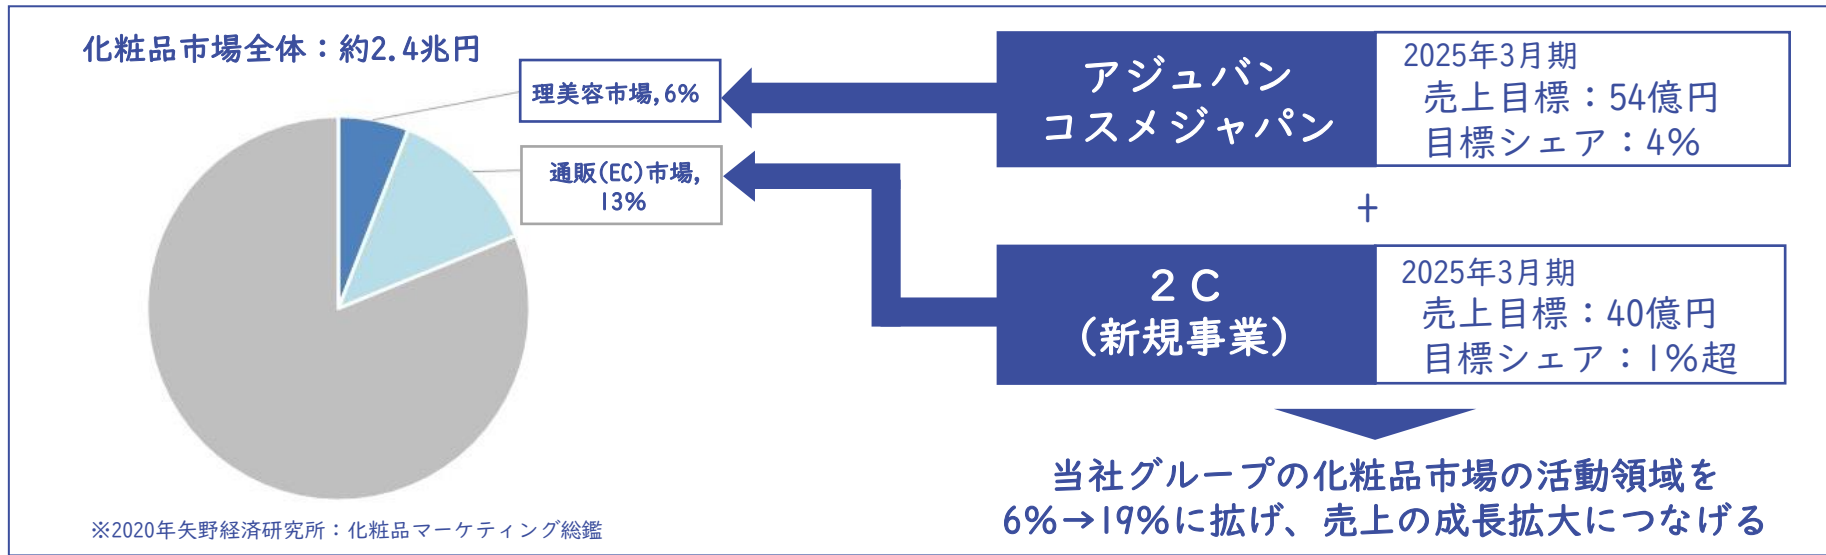 化粧品市場全体：約2.4兆円
理美容市場,6%
通販(EC)市場,
13%
※2020年矢野経済研究所：化粧品マーケティング総鑑
アジュバン
コスメジャパン
2025年3月期
売上目標：54億円
目標シェア：4%
+
２Ｃ
(新規事業)
2025年3月期
売上目標：40億円
目標シェア：1%超
当社グループの化粧品市場の活動領域を
6%→19%に拡げ、売上の成長拡大につなげる